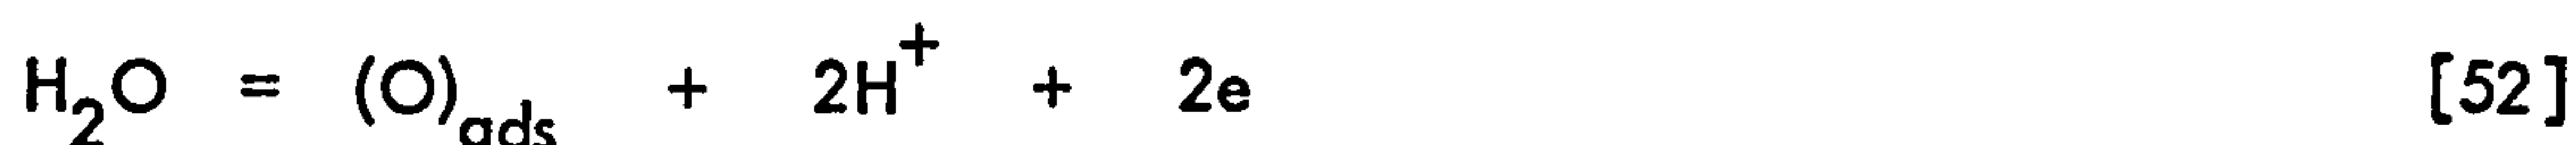 H₂O = (O)ads + 2H⁺ + 2e [52]